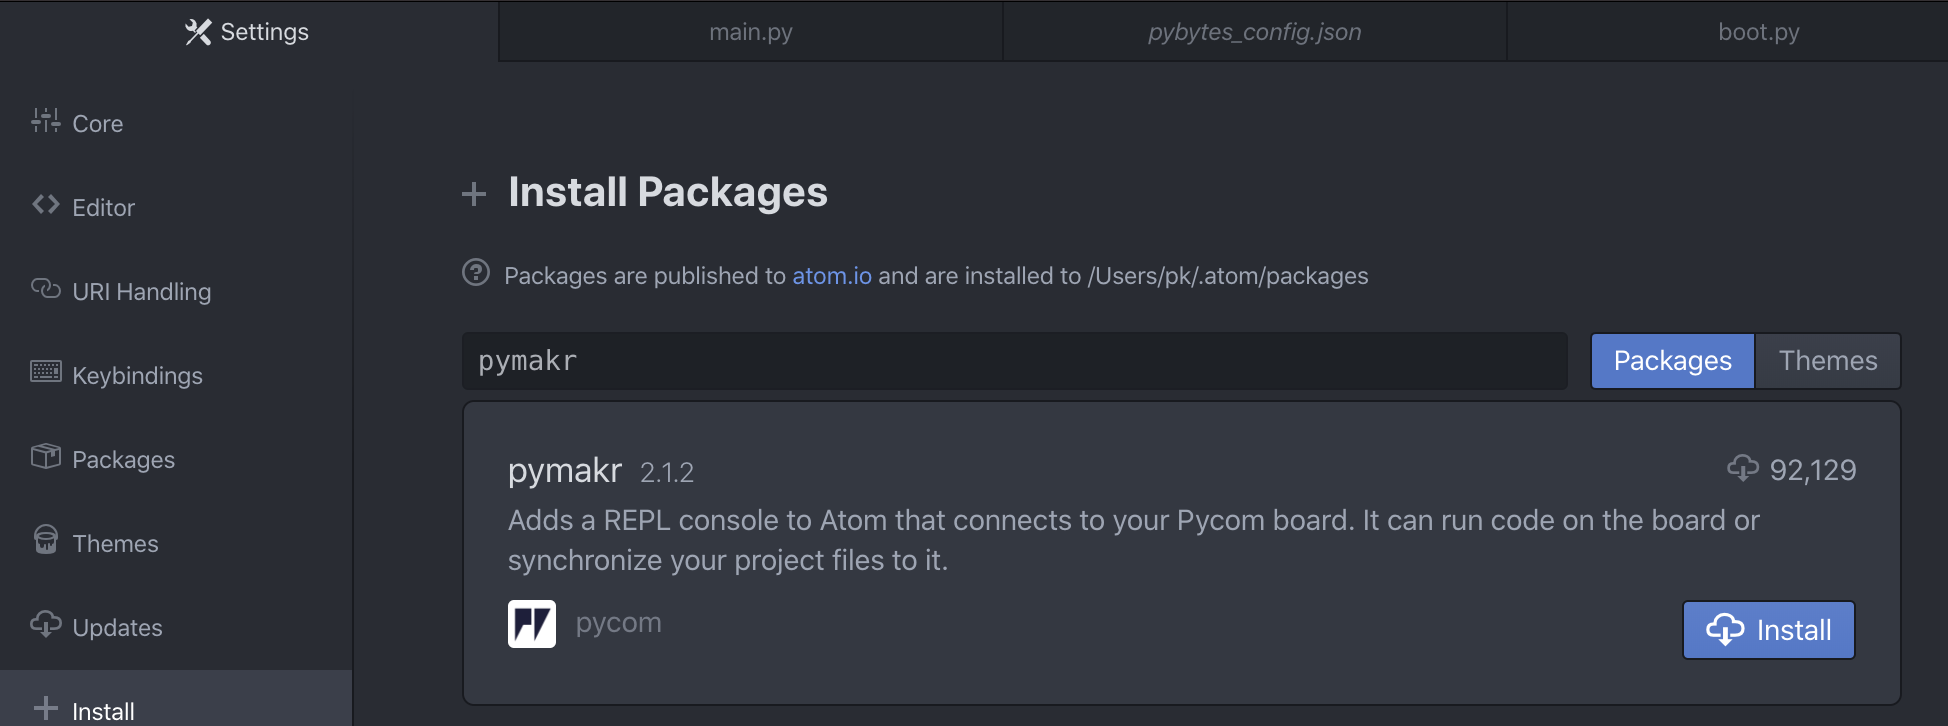 Settings
main.py
pybytes_config.json
boot.py
Core
Editor
URI Handling
Keybindings
Packages
Themes
Updates
Install
Install Packages
Packages are published to atom.io and are installed to /Users/pk/.atom/packages
pymakr
Packages
Themes
pymakr 2.1.2
92,129
Adds a REPL console to Atom that connects to your Pycom board. It can run code on the board or
synchronize your project files to it.
pycom
Install